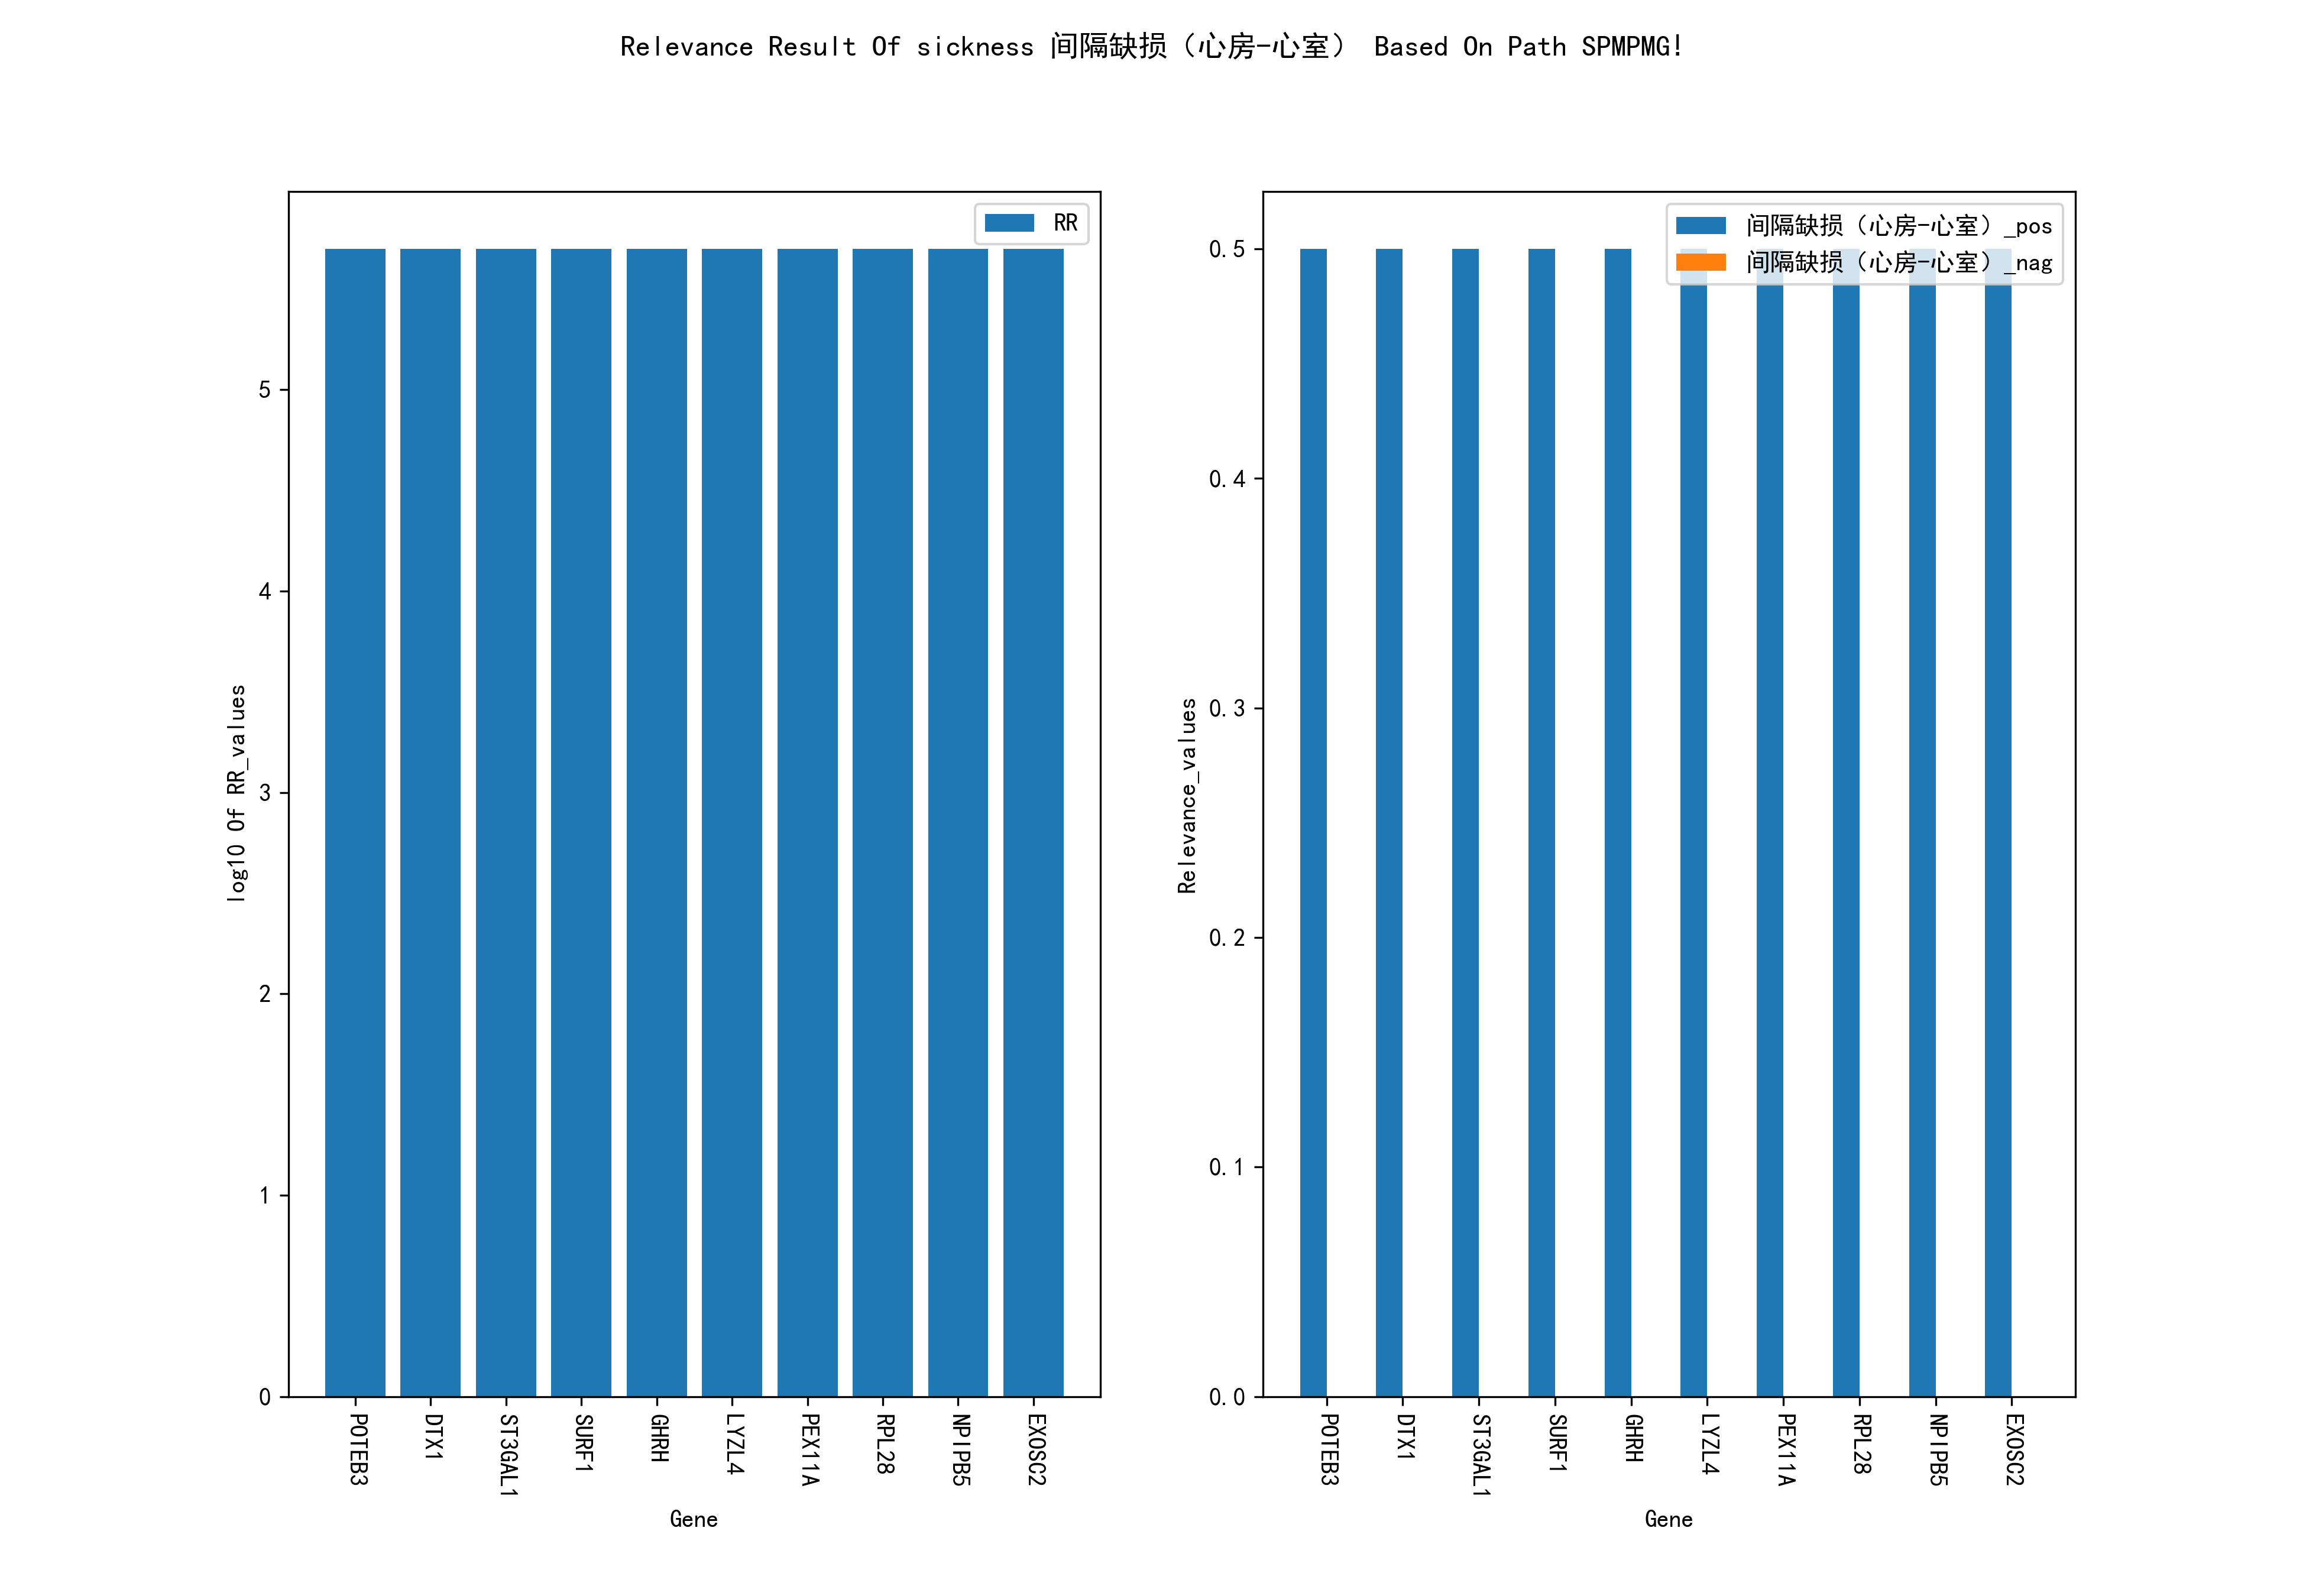 Relevance Result Of sickness 间隔缺损（心房-心室） Based On Path SPMPMG!
RR
log10 Of RR_values
5
4
3
2
1
0
POTEB3
DTX1
ST3GAL1
SURF1
GHRH
LYZL4
PEX11A
RPL28
NPIPB5
EXOSC2
Gene
间隔缺损（心房-心室）_pos
间隔缺损（心房-心室）_nag
Relevance_values
0.5
0.4
0.3
0.2
0.1
0.0
POTEB3
DTX1
ST3GAL1
SURF1
GHRH
LYZL4
PEX11A
RPL28
NPIPB5
EXOSC2
Gene